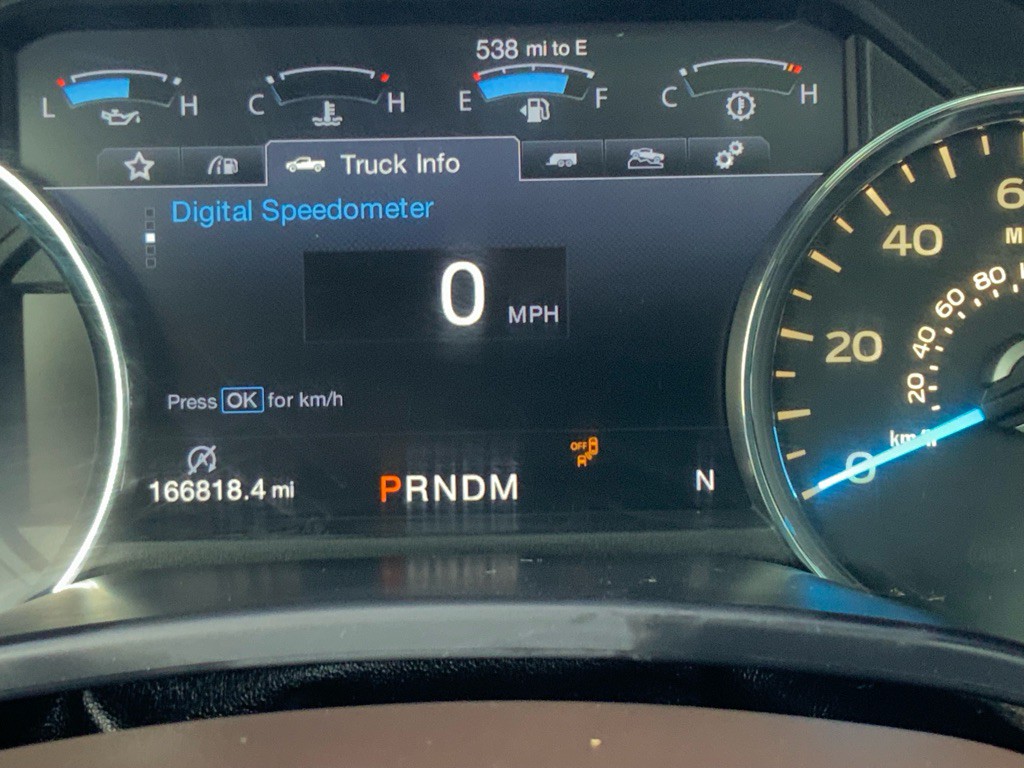 538 mi to E
L H
C H
E F
C H
Truck Info
Digital Speedometer
0 MPH
Press OK for km/h
166818.4 mi
PRNDM
OFF
N
0
20
40
6
M
km/h
20
40
60
80